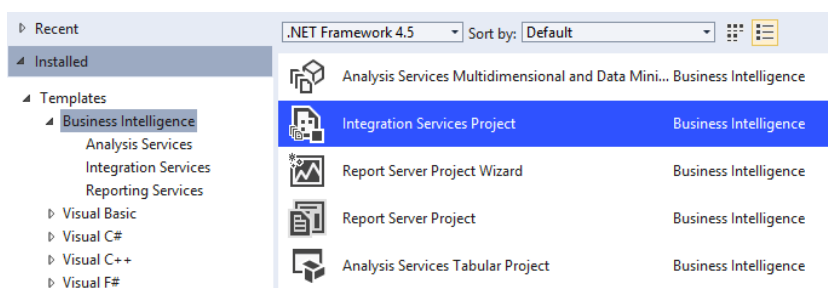 Recent
.NET Framework 4.5 Sort by: Default
Installed
Templates
Business Intelligence
Analysis Services
Integration Services
Reporting Services
Visual Basic
Visual C#
Visual C++
Visual F#
Analysis Services Multidimensional and Data Mini... Business Intelligence
Integration Services Project Business Intelligence
Report Server Project Wizard Business Intelligence
Report Server Project Business Intelligence
Analysis Services Tabular Project Business Intelligence